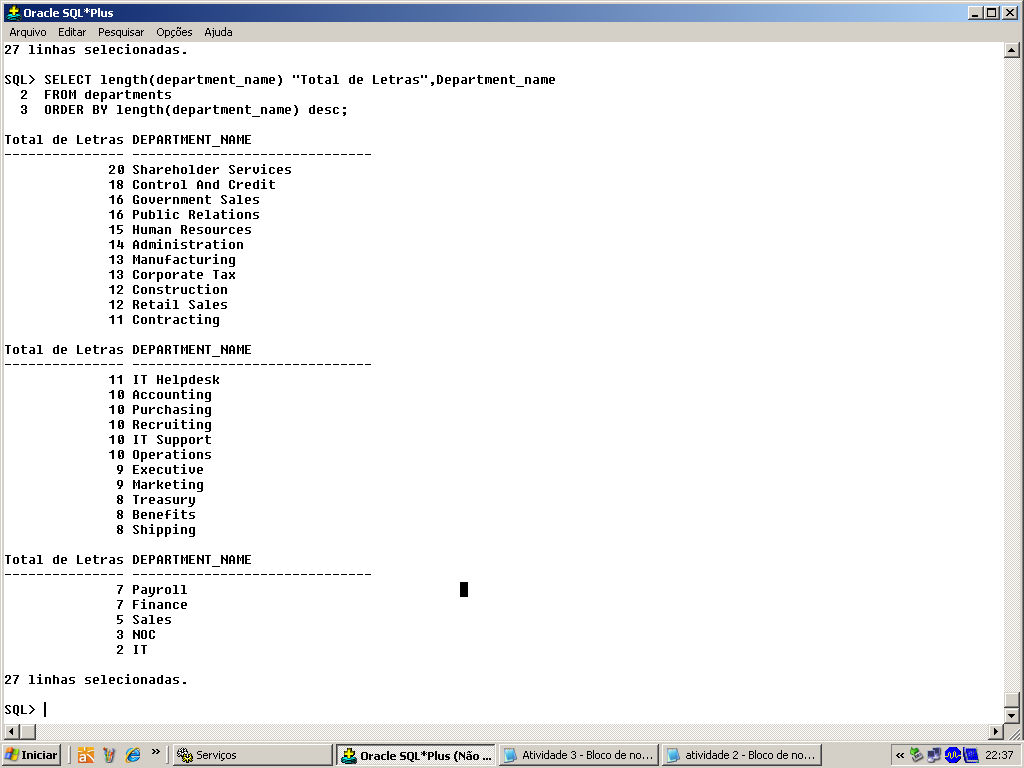 Oracle SQL*Plus
Arquivo Editar Pesquisar Opções Ajuda
27 linhas selecionadas.
SQL> SELECT length(department_name) "Total de Letras",Department_name
2 FROM departments
3 ORDER BY length(department_name) desc;
Total de Letras DEPARTMENT_NAME
--------------- ------------------------------
20 Shareholder Services
18 Control And Credit
16 Government Sales
16 Public Relations
15 Human Resources
14 Administration
13 Manufacturing
13 Corporate Tax
12 Construction
12 Retail Sales
11 Contracting
Total de Letras DEPARTMENT_NAME
--------------- ------------------------------
11 IT Helpdesk
10 Accounting
10 Purchasing
10 Recruiting
10 IT Support
10 Operations
9 Executive
9 Marketing
8 Treasury
8 Benefits
8 Shipping
Total de Letras DEPARTMENT_NAME
--------------- ------------------------------
7 Payroll
7 Finance
5 Sales
3 NOC
2 IT
27 linhas selecionadas.
SQL>
Iniciar » Serviços Oracle SQL*Plus (Não ... Atividade 3 - Bloco de no... atividade 2 - Bloco de no... « 22:37